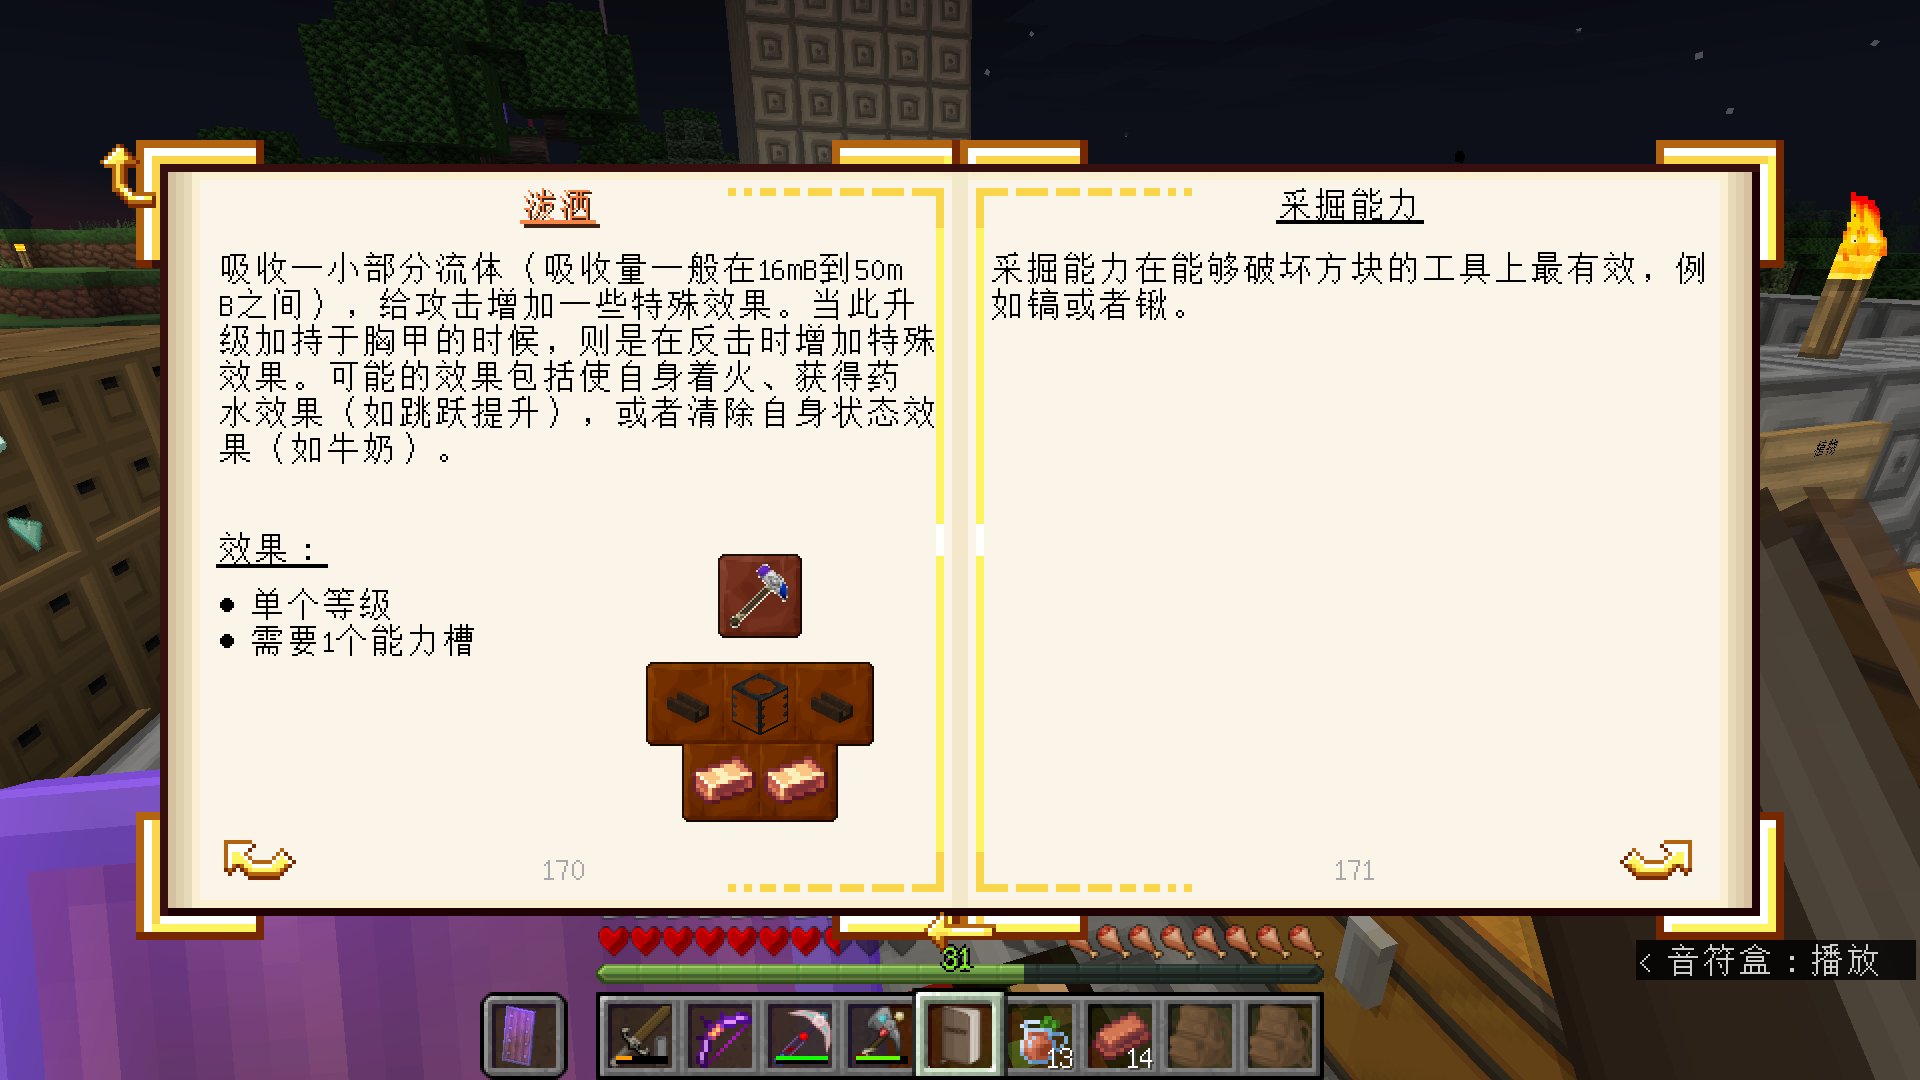 泼洒
吸收一小部分流体（吸收量一般在16mB到50m
B之间），给攻击增加一些特殊效果。当此升
级加持于胸甲的时候，则是在反击时增加特殊
效果。可能的效果包括使自身着火、获得药
水效果（如跳跃提升），或者清除自身状态效
果（如牛奶）。
效果：
● 单个等级
● 需要1个能力槽
170
采掘能力
采掘能力在能够破坏方块的工具上最有效，例
如镐或者锹。
171
< 音符盒：播放
31
13
14